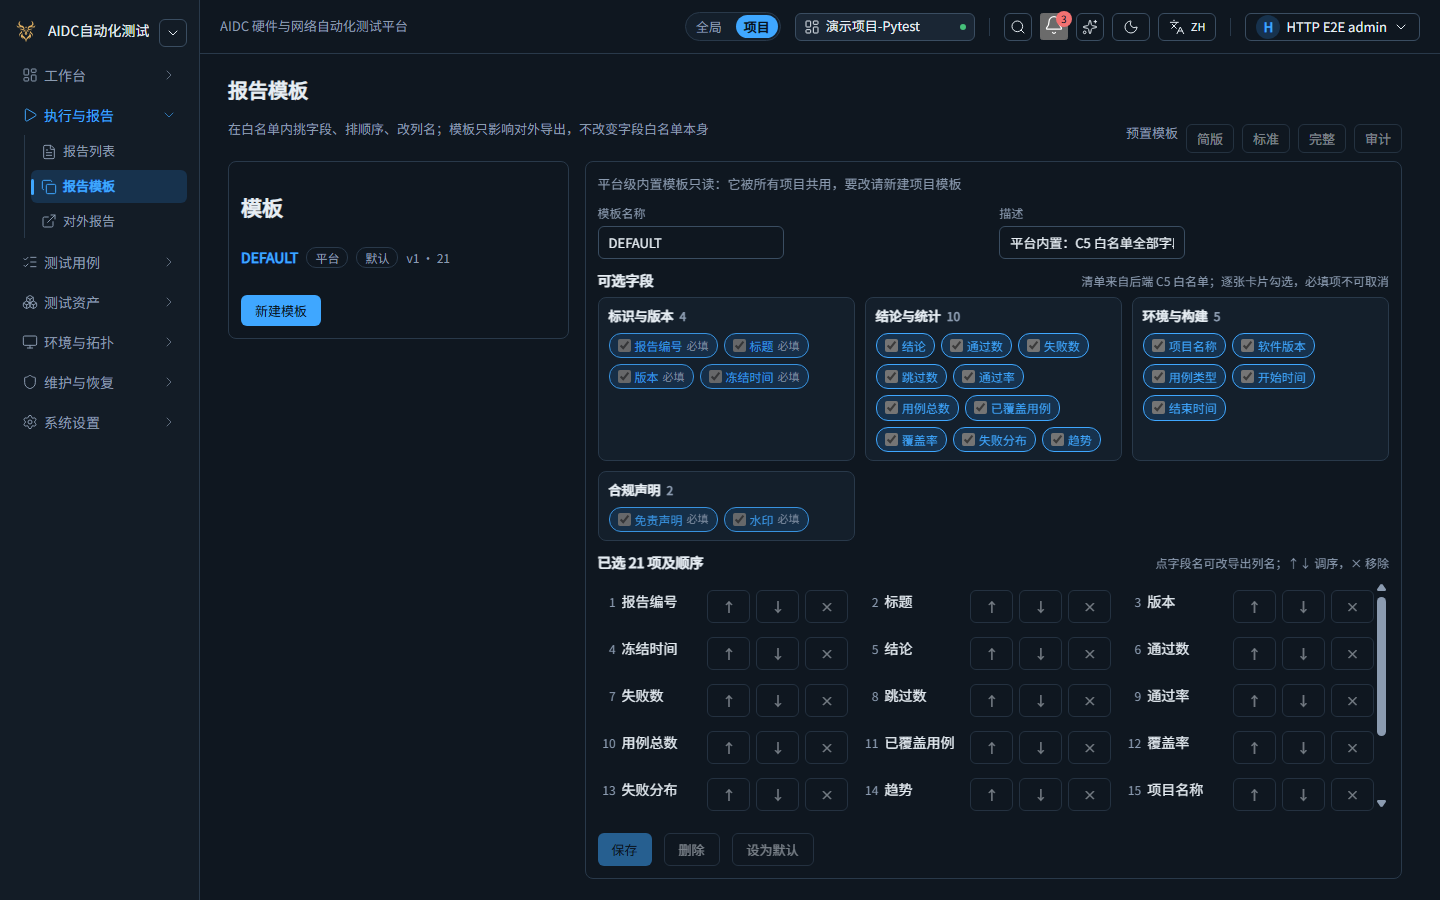 AIDC自动化测试
AIDC 硬件与网络自动化测试平台
全局 项目
演示项目-Pytest
3
ZH
H HTTP E2E admin
工作台
执行与报告
报告列表
报告模板
对外报告
测试用例
测试资产
环境与拓扑
维护与恢复
系统设置
报告模板
在白名单内挑字段、排顺序、改列名；模板只影响对外导出，不改变字段白名单本身
预置模板 简版 标准 完整 审计
模板
DEFAULT 平台 默认 v1 · 21
新建模板
平台级内置模板只读：它被所有项目共用，要改请新建项目模板
模板名称
DEFAULT
描述
平台内置：C5 白名单全部字
可选字段
清单来自后端 C5 白名单；逐张卡片勾选，必填项不可取消
标识与版本 4
报告编号 必填 标题 必填
版本 必填 冻结时间 必填
结论与统计 10
结论 通过数 失败数
跳过数 通过率
用例总数 已覆盖用例
覆盖率 失败分布 趋势
环境与构建 5
项目名称 软件版本
用例类型 开始时间
结束时间
合规声明 2
免责声明 必填 水印 必填
已选 21 项及顺序
点字段名可改导出列名；↑↓ 调序，× 移除
1 报告编号 ↑ ↓ × 2 标题 ↑ ↓ × 3 版本 ↑ ↓ ×
4 冻结时间 ↑ ↓ × 5 结论 ↑ ↓ × 6 通过数 ↑ ↓ ×
7 失败数 ↑ ↓ × 8 跳过数 ↑ ↓ × 9 通过率 ↑ ↓ ×
10 用例总数 ↑ ↓ × 11 已覆盖用例 ↑ ↓ × 12 覆盖率 ↑ ↓ ×
13 失败分布 ↑ ↓ × 14 趋势 ↑ ↓ × 15 项目名称 ↑ ↓ ×
保存 删除 设为默认